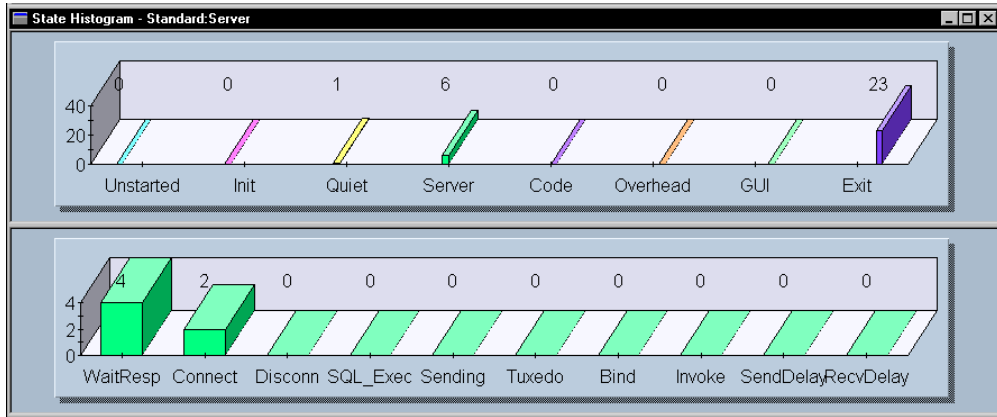 State Histogram - Standard:Server
0 0 1 6 0 0 0 23
40
20
0
Unstarted Init Quiet Server Code Overhead GUI Exit
4 2 0 0 0 0 0 0 0 0
4
2
0
WaitResp Connect Disconn SQL_Exec Sending Tuxedo Bind Invoke SendDelay RecvDelay